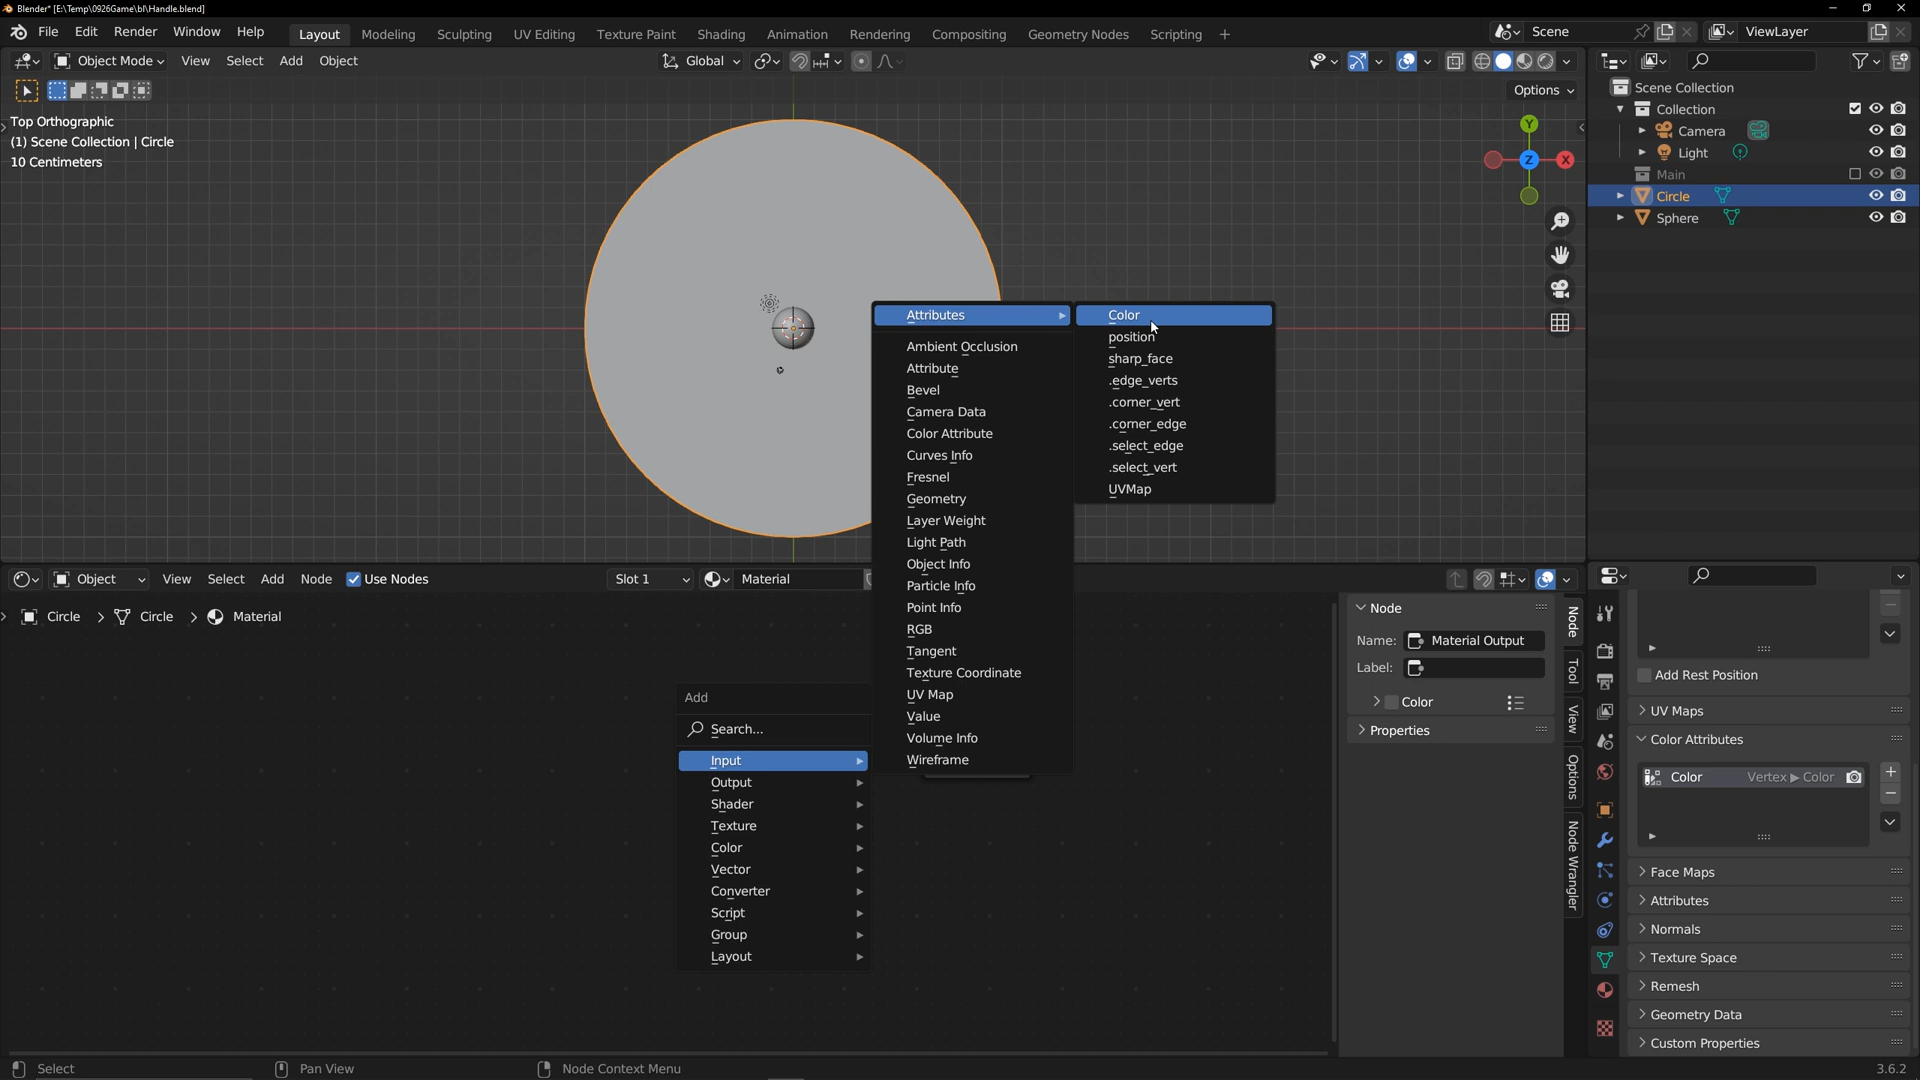 Blender* [E:\Temp\0926Game\bl\Handle.blend]
File Edit Render Window Help Layout Modeling Sculpting UV Editing Texture Paint Shading Animation Rendering Compositing Geometry Nodes Scripting + Scene ViewLayer
Object Mode View Select Add Object Global
Options
Top Orthographic
(1) Scene Collection | Circle
10 Centimeters
Y
Z
X
Scene Collection
Collection
Camera
Light
Main
Circle
Sphere
Attributes
Ambient Occlusion
Attribute
Bevel
Camera Data
Color Attribute
Curves Info
Fresnel
Geometry
Layer Weight
Light Path
Object Info
Particle Info
Point Info
RGB
Tangent
Texture Coordinate
UV Map
Value
Volume Info
Wireframe
Color
position
sharp_face
.edge_verts
.corner_vert
.corner_edge
.select_edge
.select_vert
UVMap
Object View Select Add Node Use Nodes Slot 1 Material
Circle Circle Material
Add
Search...
Input
Output
Shader
Texture
Color
Vector
Converter
Script
Group
Layout
Node
Name: Material Output
Label:
Color
Properties
Node
Tool
View
Options
Node Wrangler
Add Rest Position
UV Maps
Color Attributes
Color Vertex ▶ Color
Face Maps
Attributes
Normals
Texture Space
Remesh
Geometry Data
Custom Properties
Select Pan View Node Context Menu 3.6.2